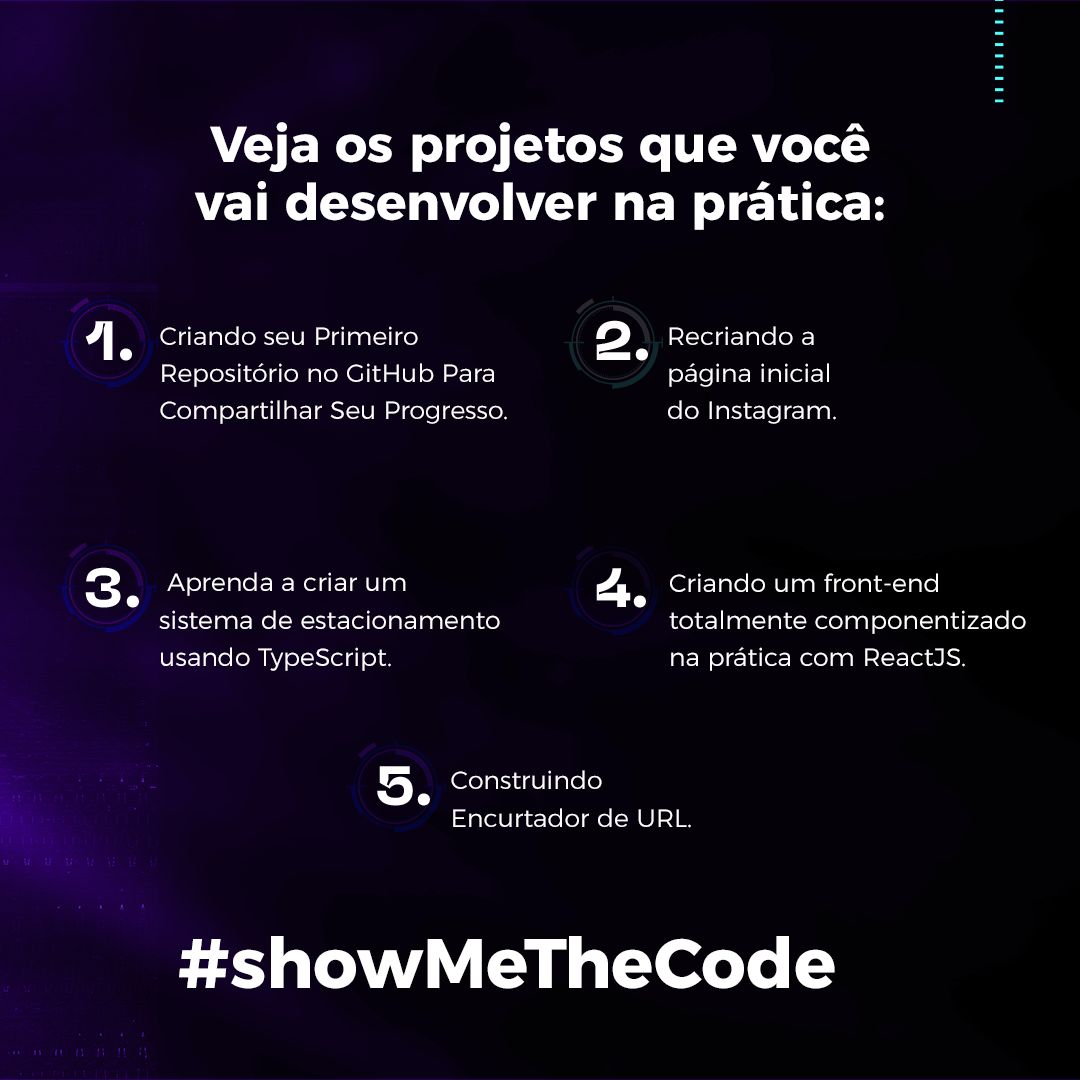 Veja os projetos que você
vai desenvolver na prática:
1. Criando seu Primeiro
Repositório no GitHub Para
Compartilhar Seu Progresso.
2. Recriando a
página inicial
do Instagram.
3. Aprenda a criar um
sistema de estacionamento
usando TypeScript.
4. Criando um front-end
totalmente componentizado
na prática com ReactJS.
5. Construindo
Encurtador de URL.
#showMeTheCode